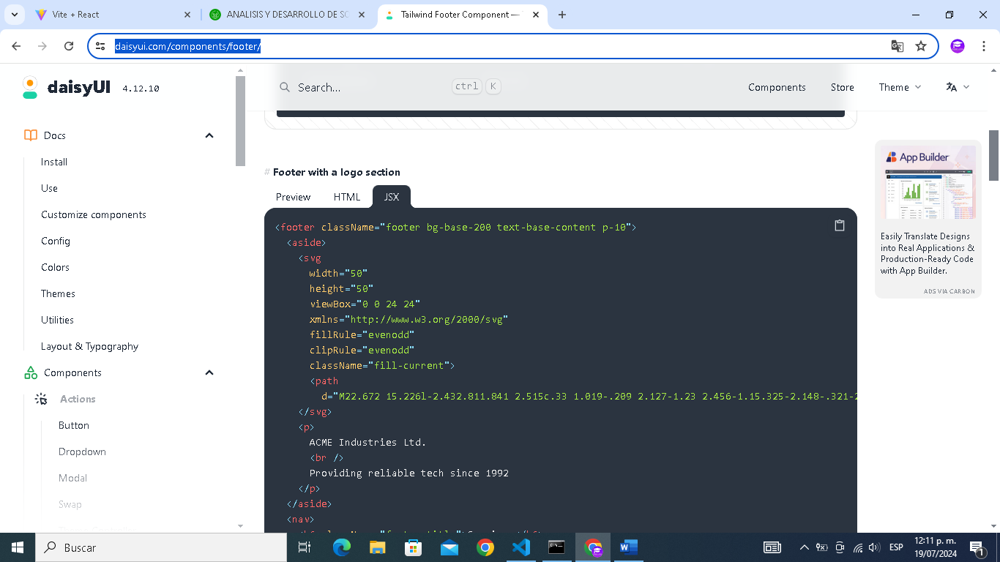 Vite + React
ANALISIS Y DESARROLLO DE SO
Tailwind Footer Component —
daisyui.com/components/footer/
daisyUI 4.12.10
Search... ctrl K
Components Store Theme
Docs
Install
Use
Customize components
Config
Colors
Themes
Utilities
Layout & Typography
Components
Actions
Button
Dropdown
Modal
Swap
# Footer with a logo section
Preview HTML JSX
<footer className="footer bg-base-200 text-base-content p-10">
<aside>
<svg
width="50"
height="50"
viewBox="0 0 24 24"
xmlns="http://www.w3.org/2000/svg"
fillRule="evenodd"
clipRule="evenodd"
className="fill-current">
<path
d="M22.672 15.226l-2.432.811.841 2.515c.33 1.019-.209 2.127-1.23 2.456-1.15.325-2.148-.321-2
</svg>
<p>
ACME Industries Ltd.
<br />
Providing reliable tech since 1992
</p>
</aside>
<nav>
App Builder
Easily Translate Designs
into Real Applications &
Production-Ready Code
with App Builder.
ADS VIA CARBON
Buscar
ESP
12:11 p. m.
19/07/2024
1